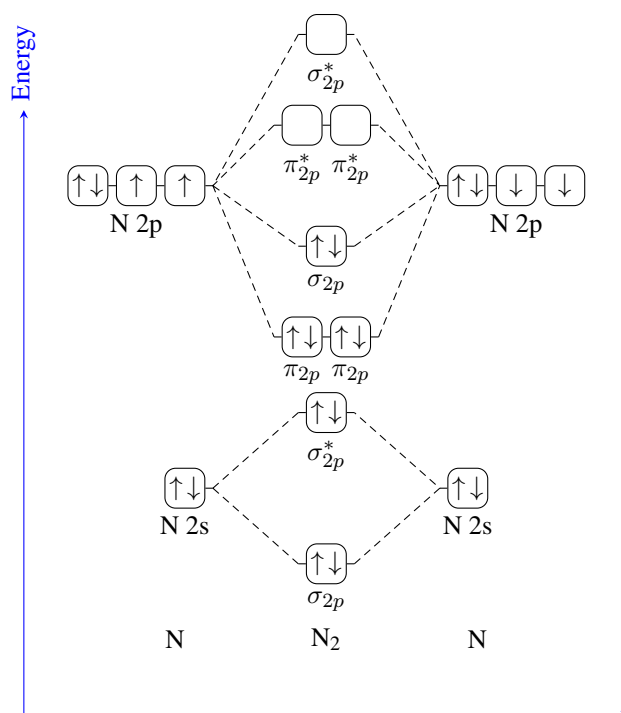 Energy
σ*2p
π*2p π*2p
↑↓ ↑ ↑ ↑↓ ↓ ↓
N 2p N 2p
↑↓
σ2p
↑↓ ↑↓
π2p π2p
↑↓
σ*2p
↑↓ ↑↓
N 2s N 2s
↑↓
σ2p
N N₂ N